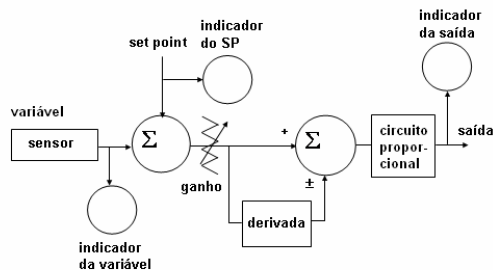 indicador
da saída
set point
indicador
do SP
variável
sensor
Σ
ganho
+
Σ
±
circuito
propor-
cional
saída
derivada
indicador
da variável